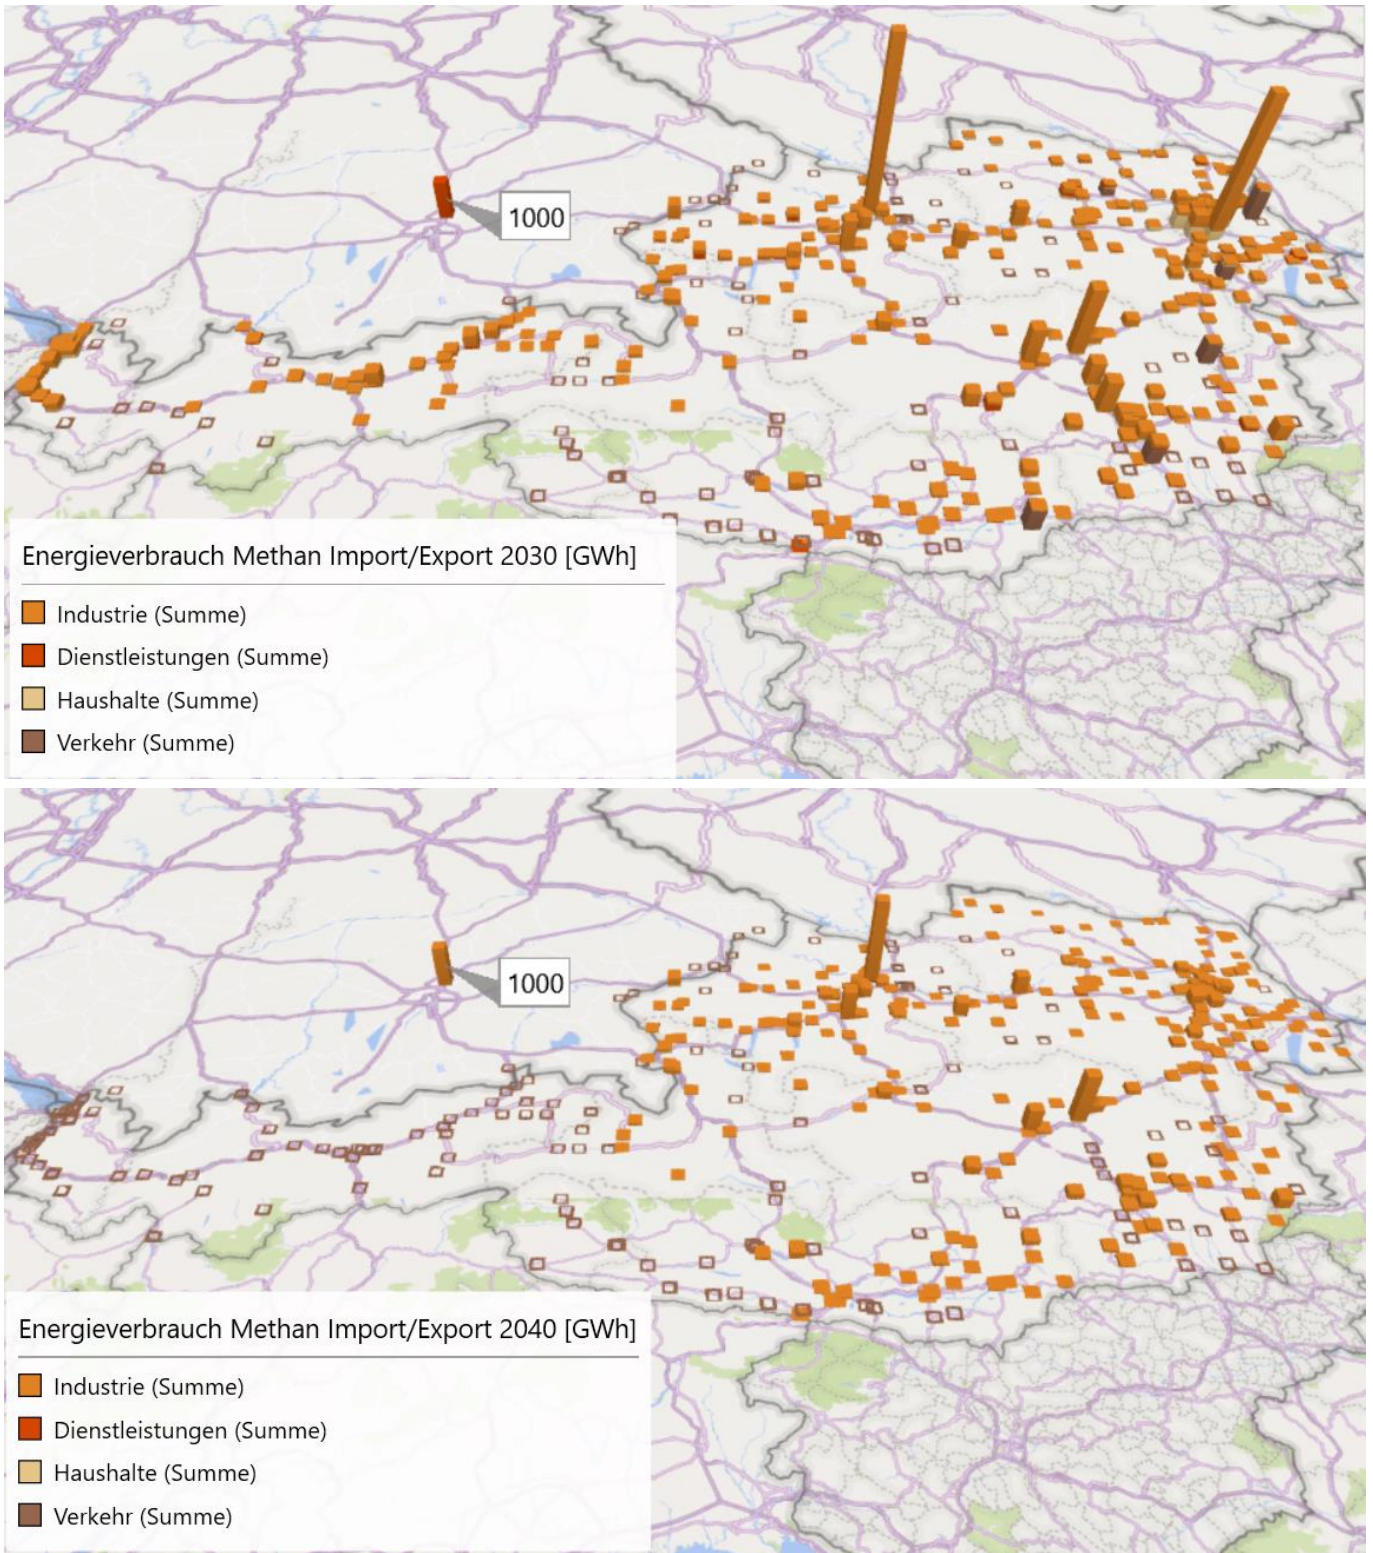 1000
Energieverbrauch Methan Import/Export 2030 [GWh]
Industrie (Summe)
Dienstleistungen (Summe)
Haushalte (Summe)
Verkehr (Summe)
1000
Energieverbrauch Methan Import/Export 2040 [GWh]
Industrie (Summe)
Dienstleistungen (Summe)
Haushalte (Summe)
Verkehr (Summe)